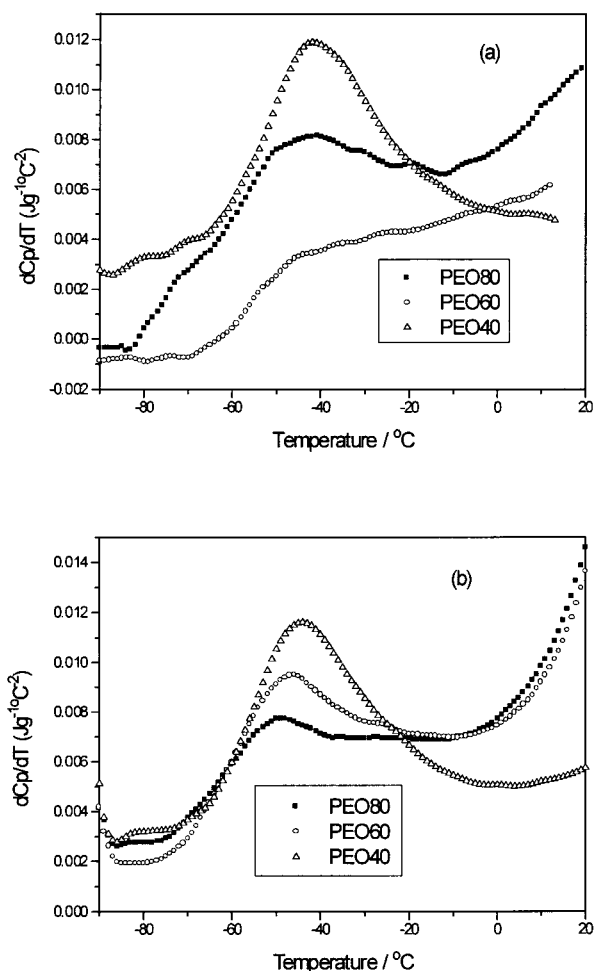 (a)
0.012
0.010
0.008
0.006
0.004
0.002
0.000
-0.002
dCp/dT (Jg⁻¹ᵒC⁻²)
PEO80
PEO60
PEO40
-80 -60 -40 -20 0 20
Temperature / ᵒC
(b)
0.014
0.012
0.010
0.008
0.006
0.004
0.002
0.000
dCp/dT (Jg⁻¹ᵒC⁻²)
PEO80
PEO60
PEO40
-80 -60 -40 -20 0 20
Temperature / ᵒC